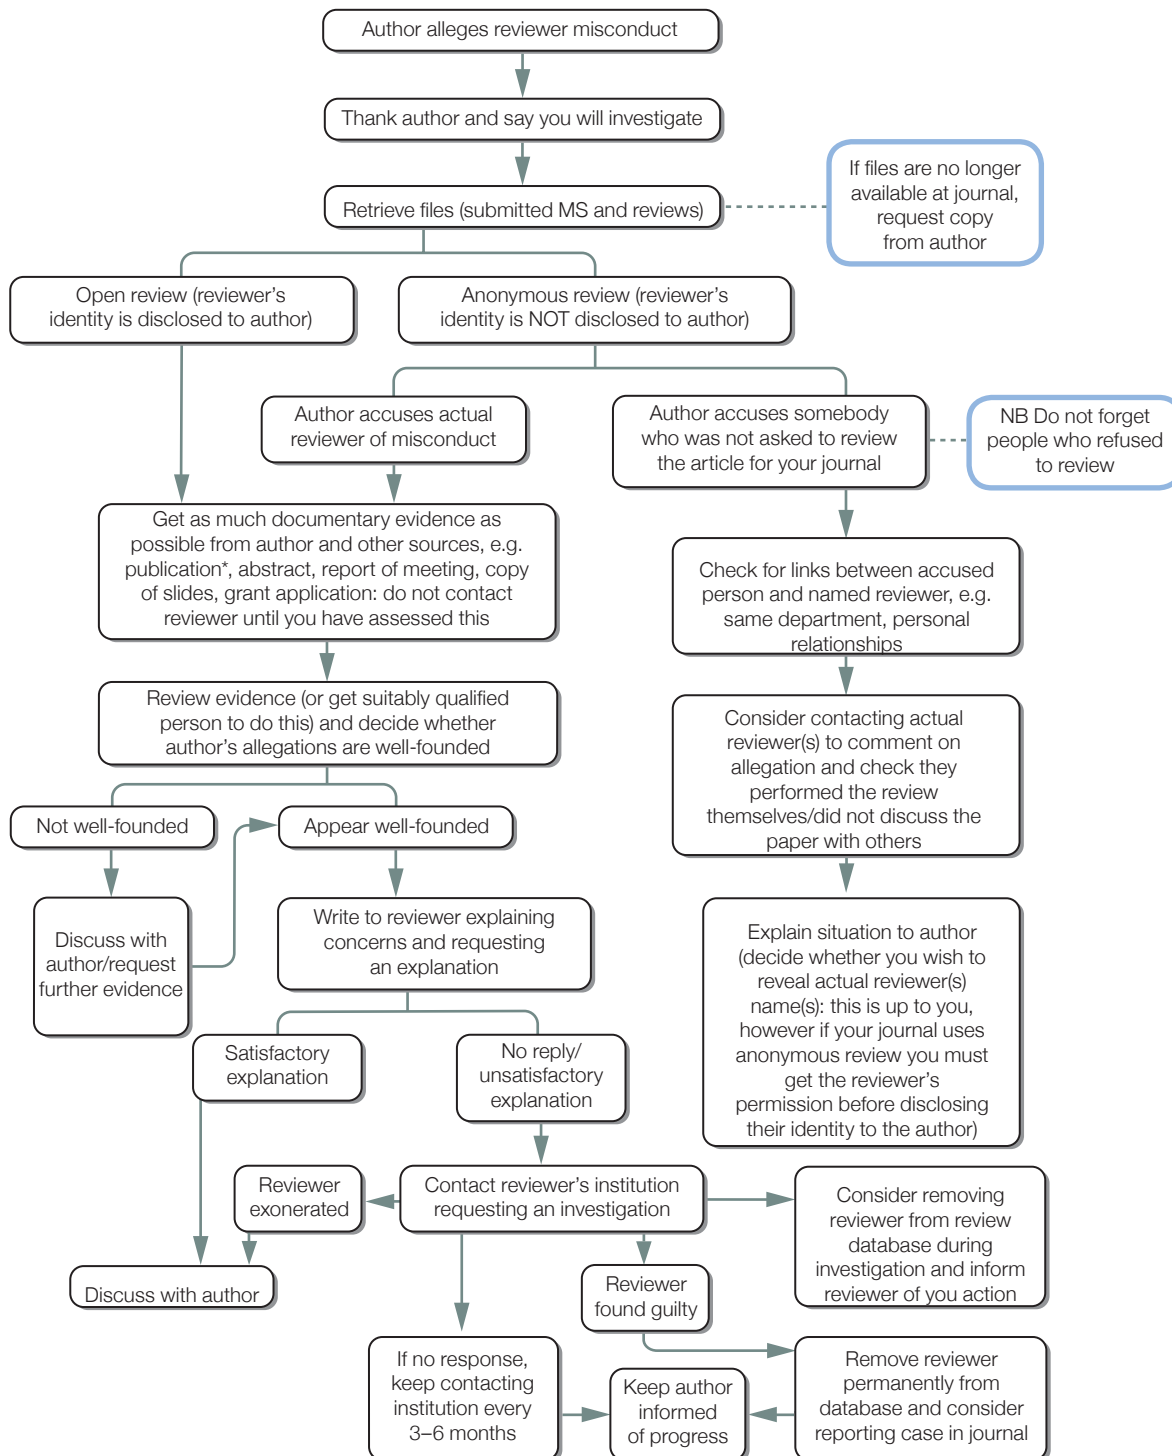 Author alleges reviewer misconduct
Thank author and say you will investigate
Retrieve files (submitted MS and reviews)
If files are no longer
available at journal,
request copy
from author
Open review (reviewer's
identity is disclosed to author)
Anonymous review (reviewer's
identity is NOT disclosed to author)
Author accuses actual
reviewer of misconduct
Author accuses somebody
who was not asked to review
the article for your journal
NB Do not forget
people who refused
to review
Get as much documentary evidence as
possible from author and other sources, e.g.
publication*, abstract, report of meeting, copy
of slides, grant application: do not contact
reviewer until you have assessed this
Check for links between accused
person and named reviewer, e.g.
same department, personal
relationships
Review evidence (or get suitably qualified
person to do this) and decide whether
author's allegations are well-founded
Consider contacting actual
reviewer(s) to comment on
allegation and check they
performed the review
themselves/did not discuss the
paper with others
Not well-founded
Appear well-founded
Discuss with
author/request
further evidence
Write to reviewer explaining
concerns and requesting
an explanation
Explain situation to author
(decide whether you wish to
reveal actual reviewer(s)
name(s): this is up to you,
however if your journal uses
anonymous review you must
get the reviewer's
permission before disclosing
their identity to the author)
Satisfactory
explanation
No reply/
unsatisfactory
explanation
Reviewer
exonerated
Contact reviewer's institution
requesting an investigation
Consider removing
reviewer from review
database during
investigation and inform
reviewer of you action
Discuss with author
Reviewer
found guilty
If no response,
keep contacting
institution every
3–6 months
Keep author
informed
of progress
Remove reviewer
permanently from
database and consider
reporting case in journal